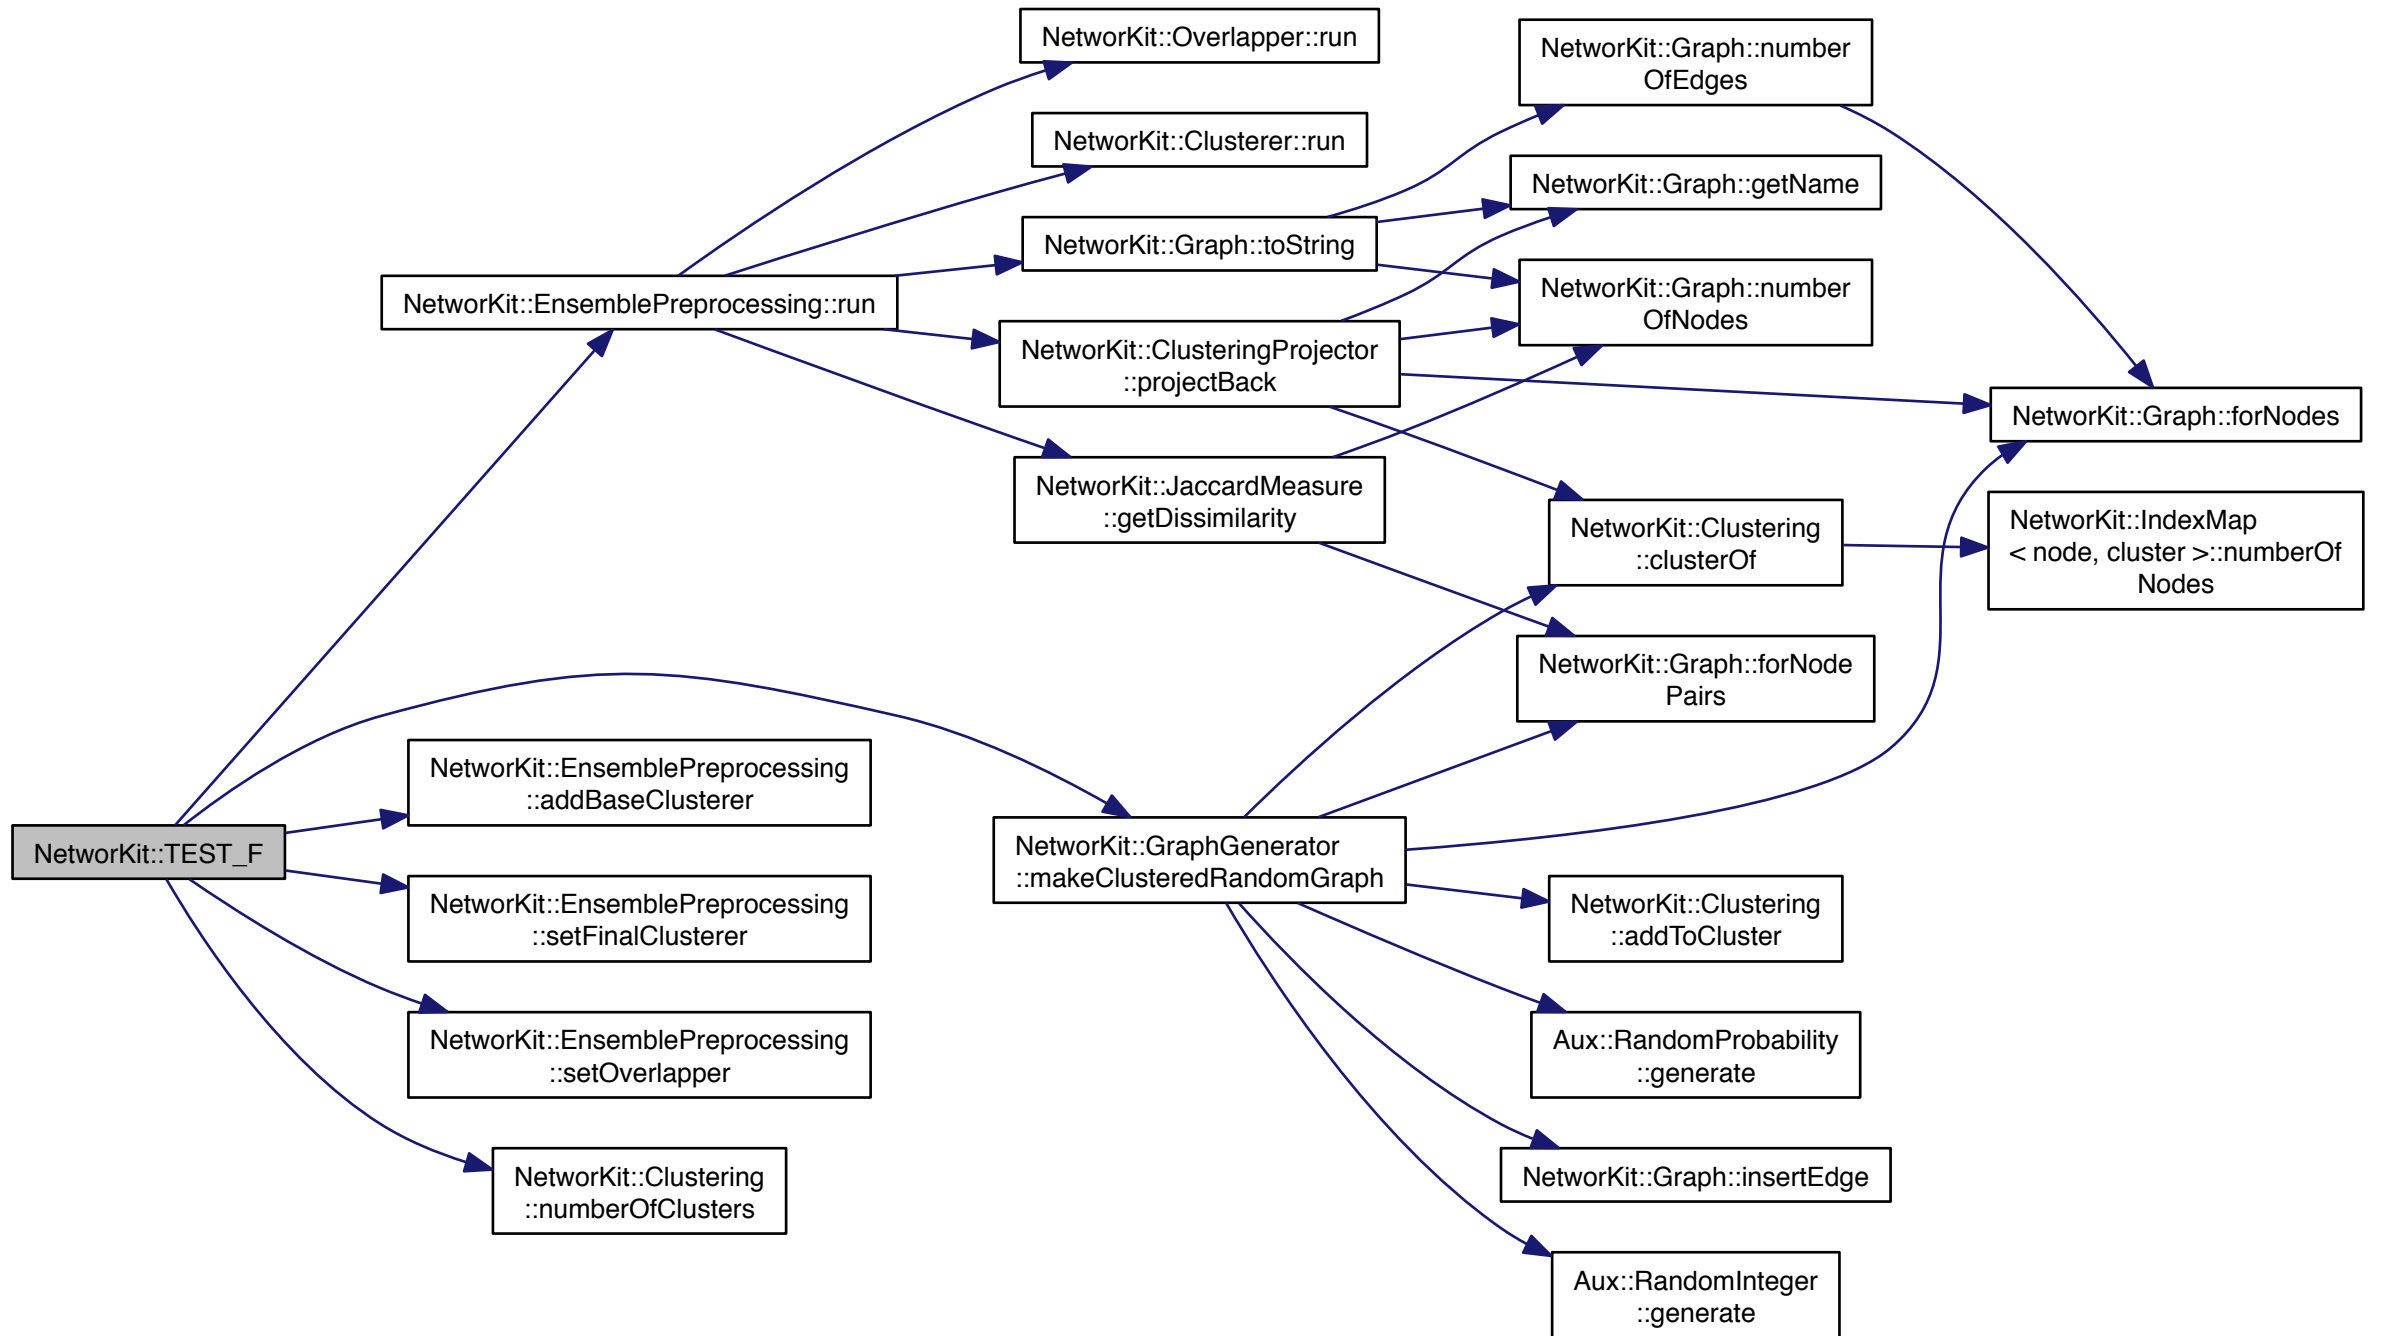 NetworKit::Overlapper::run
NetworKit::Graph::number
OfEdges
NetworKit::Clusterer::run
NetworKit::Graph::getName
NetworKit::Graph::toString
NetworKit::EnsemblePreprocessing::run
NetworKit::Graph::number
OfNodes
NetworKit::ClusteringProjector
::projectBack
NetworKit::Graph::forNodes
NetworKit::JaccardMeasure
::getDissimilarity
NetworKit::Clustering
::clusterOf
NetworKit::IndexMap
< node, cluster >::numberOf
Nodes
NetworKit::Graph::forNode
Pairs
NetworKit::EnsemblePreprocessing
::addBaseClusterer
NetworKit::TEST_F
NetworKit::GraphGenerator
::makeClusteredRandomGraph
NetworKit::EnsemblePreprocessing
::setFinalClusterer
NetworKit::Clustering
::addToCluster
NetworKit::EnsemblePreprocessing
::setOverlapper
Aux::RandomProbability
::generate
NetworKit::Clustering
::numberOfClusters
NetworKit::Graph::insertEdge
Aux::RandomInteger
::generate